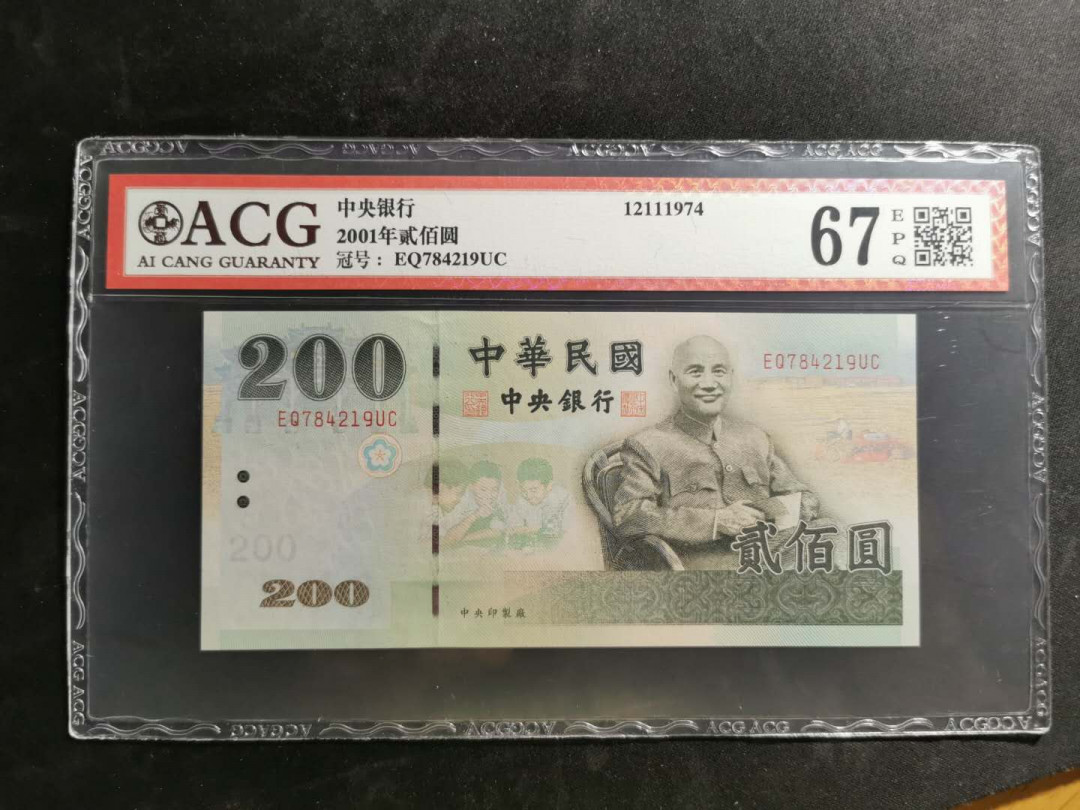 ACG
AI CANG GUARANTY
中央银行
2001年贰佰圆
冠号： EQ784219UC
12111974
67
EPQ
200
EQ784219UC
中華民國
中央銀行
EQ784219UC
200
200
貳佰圓
中央印製廠